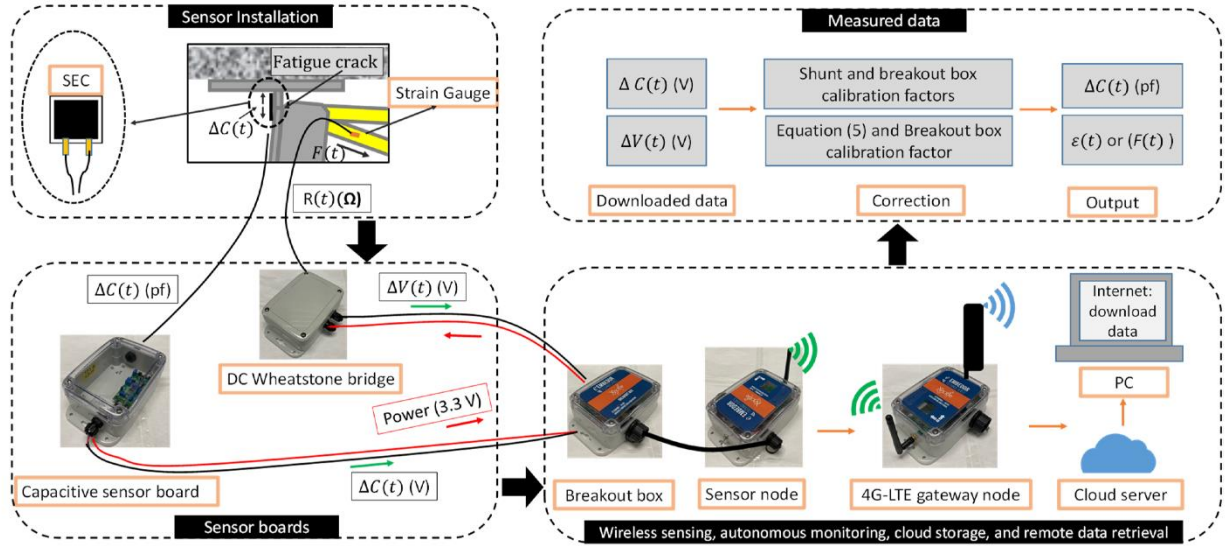 Sensor Installation
SEC
Fatigue crack
Strain Gauge
ΔC(t)
F(t)
R(t)(Ω)
Measured data
Δ C(t) (V)
Shunt and breakout box
calibration factors
ΔC(t) (pf)
ΔV(t) (V)
Equation (5) and Breakout box
calibration factor
ε(t) or (F(t) )
Downloaded data
Correction
Output
ΔC(t) (pf)
ΔV(t) (V)
DC Wheatstone bridge
Power (3.3 V)
ΔC(t) (V)
Capacitive sensor board
Sensor boards
Internet:
download
data
PC
EMBEDOR
Xnode
Breakout box
Sensor node
4G-LTE gateway node
Cloud server
Wireless sensing, autonomous monitoring, cloud storage, and remote data retrieval